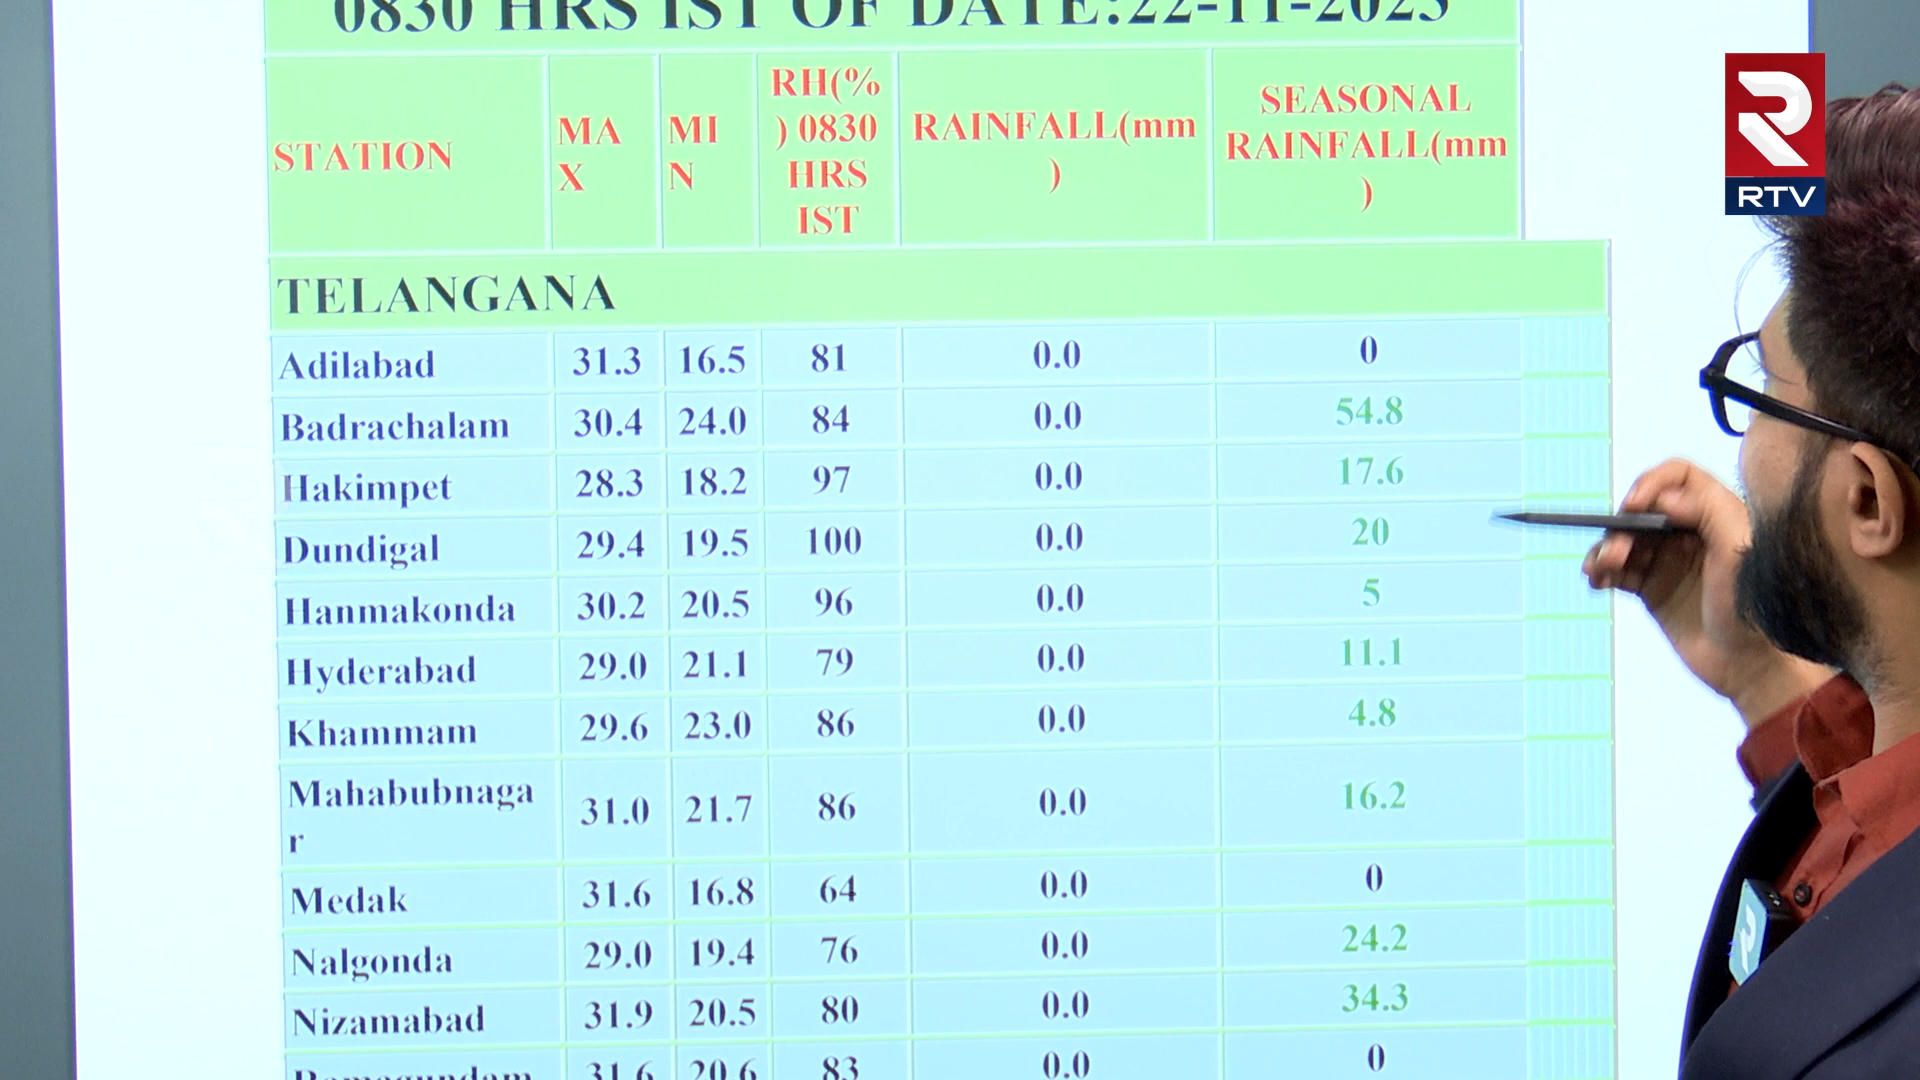 0830 HRS IST OF DATE:22-11-2023
STATION MA RH(% SEASONAL
X MI ) 0830 RAINFALL(mm RAINFALL(mm
N HRS ) )
IST
TELANGANA
Adilabad 31.3 16.5 81 0.0 0
Badrachalam 30.4 24.0 84 0.0 54.8
Hakimpet 28.3 18.2 97 0.0 17.6
Dundigal 29.4 19.5 100 0.0 20
Hanmakonda 30.2 20.5 96 0.0 5
Hyderabad 29.0 21.1 79 0.0 11.1
Khammam 29.6 23.0 86 0.0 4.8
Mahabubnaga
r 31.0 21.7 86 0.0 16.2
Medak 31.6 16.8 64 0.0 0
Nalgonda 29.0 19.4 76 0.0 24.2
Nizamabad 31.9 20.5 80 0.0 34.3
Ramagundam 31.6 20.6 83 0.0 0
RTV